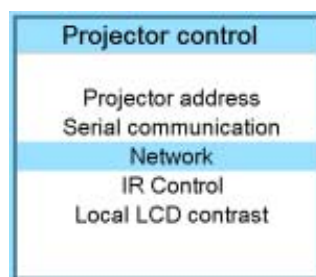 Projector control
Projector address
Serial communication
Network
IR Control
Local LCD contrast